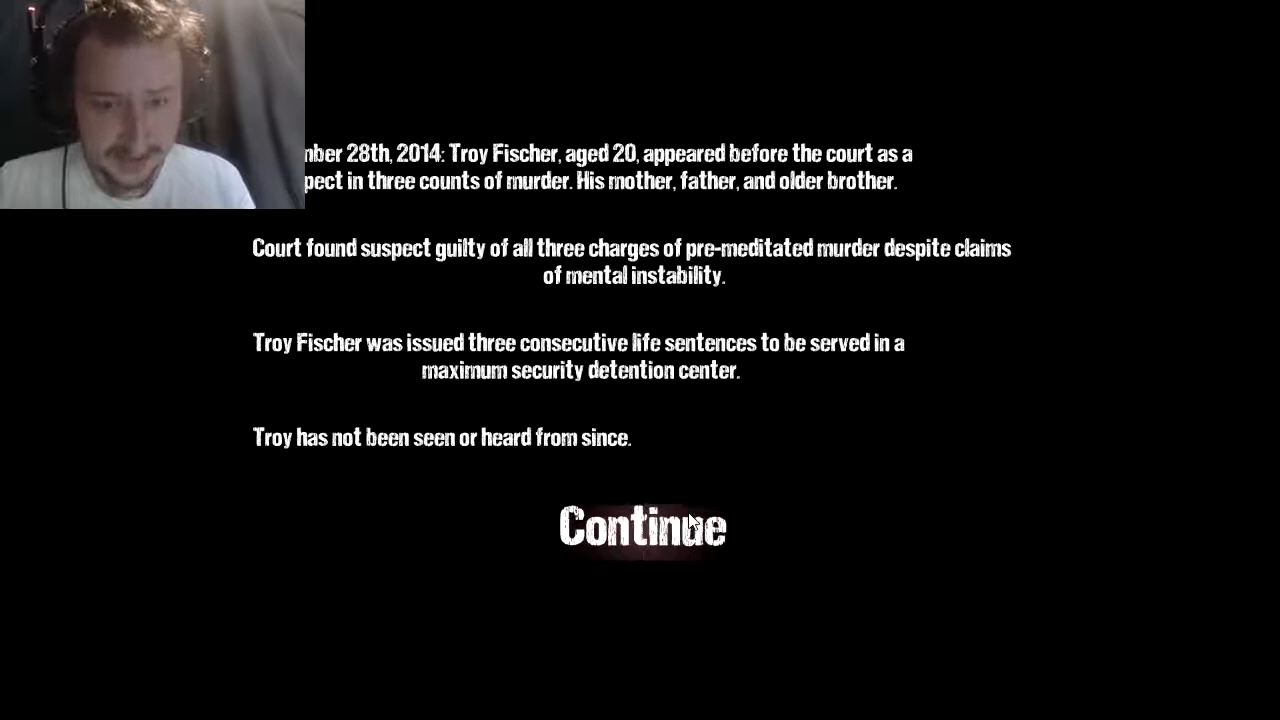 28th, 2014: Troy Fischer, aged 20, appeared before the court as a
in three counts of murder. His mother, father, and older brother.
Court found suspect guilty of all three charges of pre-meditated murder despite claims
of mental instability.
Troy Fischer was issued three consecutive life sentences to be served in a
maximum security detention center.
Troy has not been seen or heard from since.
Continue